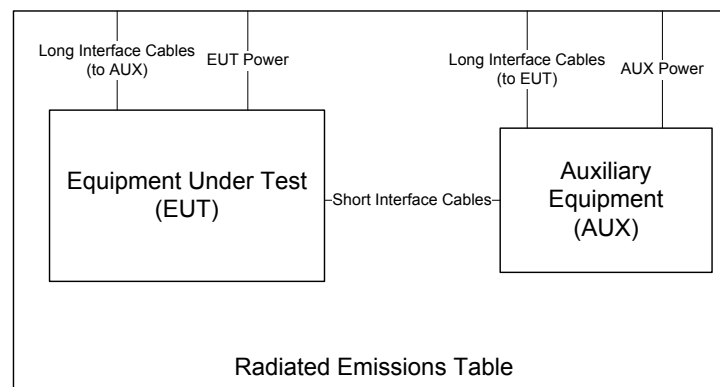 Long Interface Cables
(to AUX)
EUT Power
Long Interface Cables
(to EUT)
AUX Power
Equipment Under Test
(EUT)
Short Interface Cables
Auxiliary
Equipment
(AUX)
Radiated Emissions Table